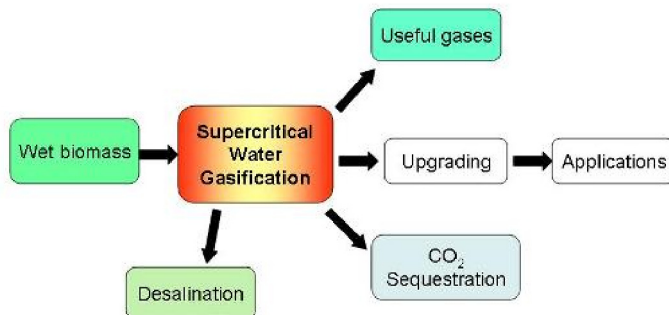 Useful gases
Wet biomass
Supercritical
Water
Gasification
Upgrading
Applications
Desalination
CO₂
Sequestration